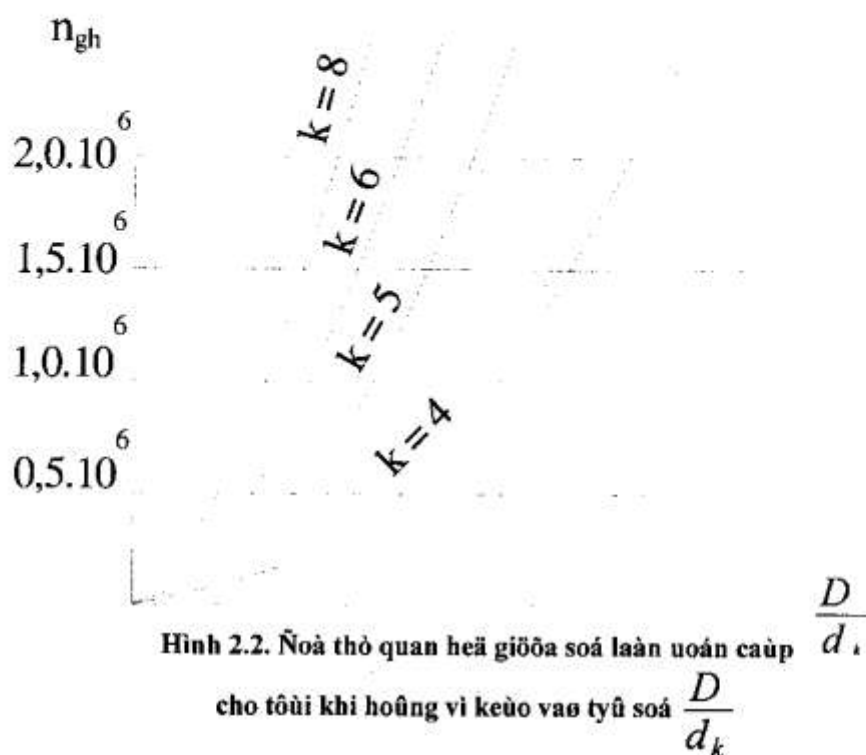 n_gh
k = 8
2,0.10^6
k = 6
1,5.10^6
k = 5
1,0.10^6
k = 4
0,5.10^6
D/d_k
Hình 2.2. Ñoà thò quan heä giöõa soá laàn uoán caùp
cho tôùi khi hoûng vì keùo vaø tyû soá D/d_k